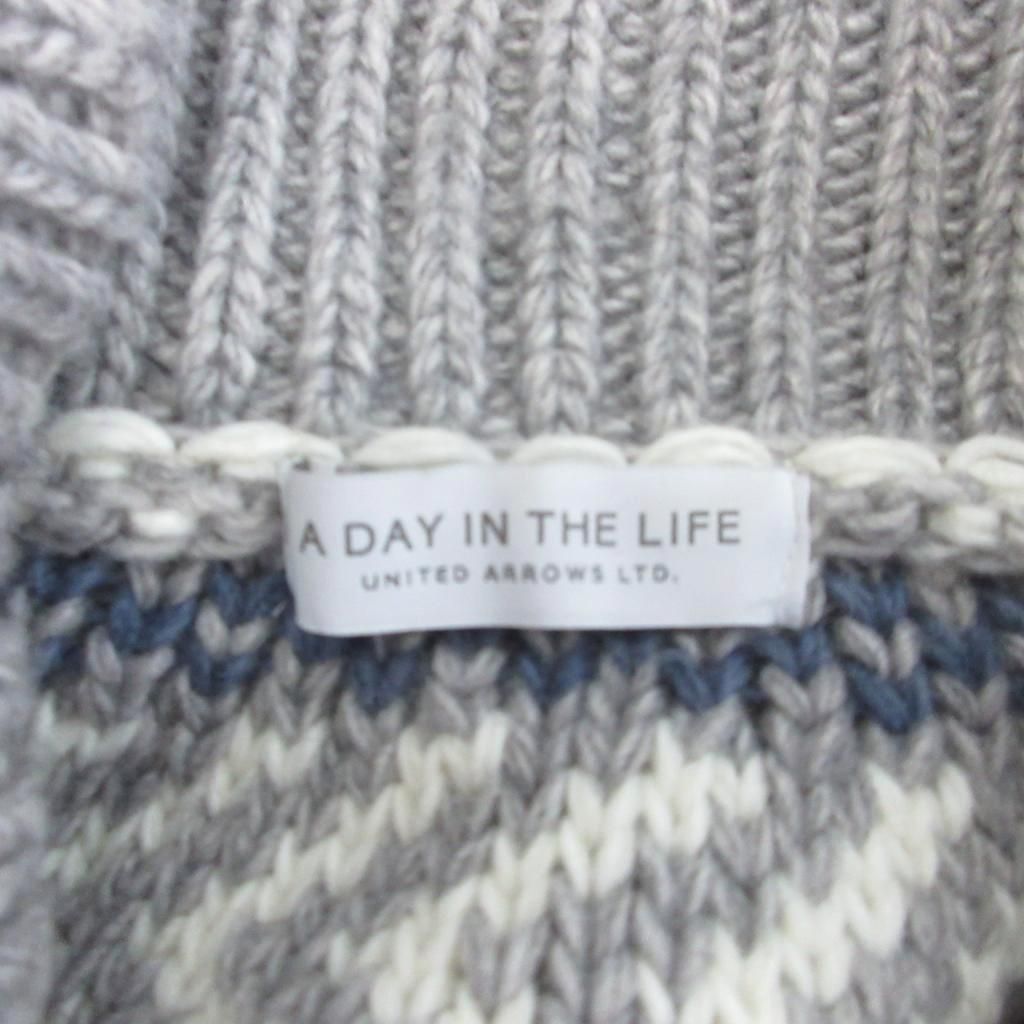 A DAY IN THE LIFE
UNITED ARROWS LTD.